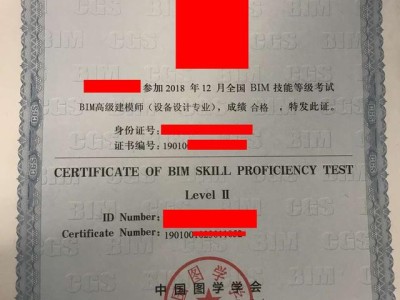 参加 2018 年 12 月全国 BIM 技能等级考试
BIM高级建模师(设备设计专业),成绩 合格 ,特发此证。
身份证号:
证书编号: 19010
CERTIFICATE OF BIM SKILL PROFICIENCY TEST
Level Ⅱ
ID Number:
Certificate Number:
中国图学学会